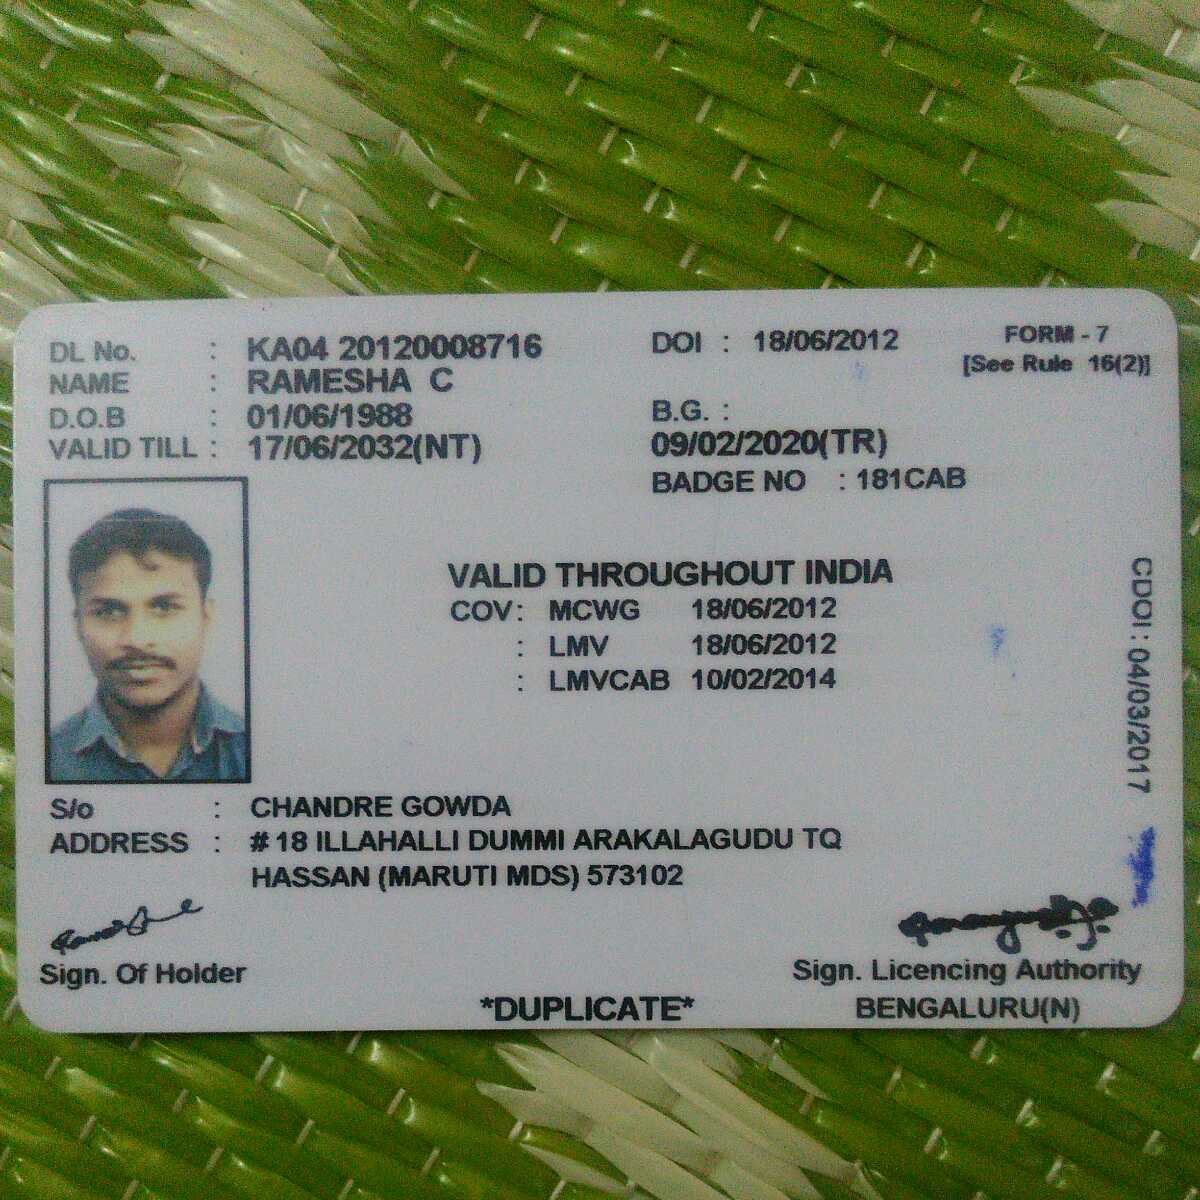 DL No. : KA04 20120008716 DOI : 18/06/2012 FORM - 7
NAME : RAMESHA C [See Rule 16(2)]
D.O.B : 01/06/1988 B.G. :
VALID TILL : 17/06/2032(NT) 09/02/2020(TR)
BADGE NO : 181CAB
VALID THROUGHOUT INDIA
COV: MCWG 18/06/2012
: LMV 18/06/2012
: LMVCAB 10/02/2014
CDOI: 04/03/2017
S/o : CHANDRE GOWDA
ADDRESS : # 18 ILLAHALLI DUMMI ARAKALAGUDU TQ
HASSAN (MARUTI MDS) 573102
Sign. Of Holder Sign. Licencing Authority
*DUPLICATE* BENGALURU(N)